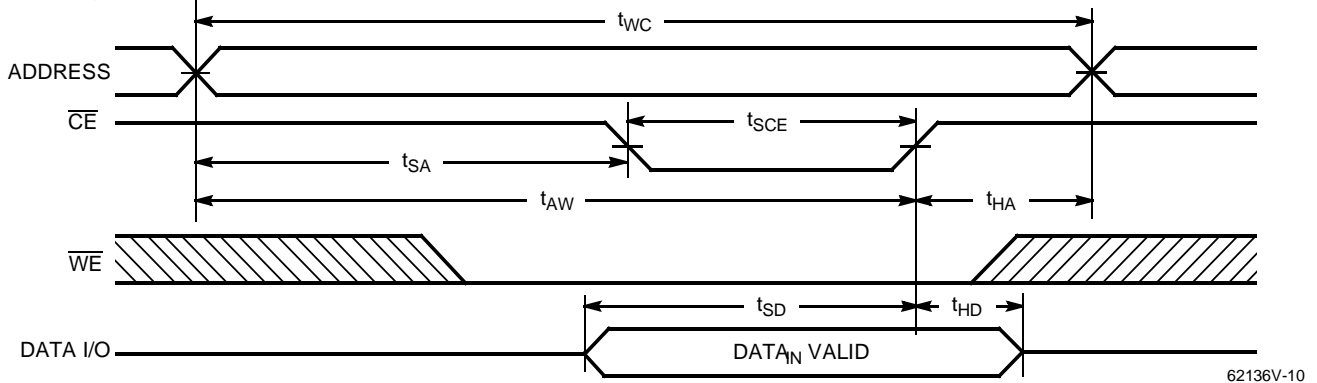 tWC
ADDRESS
CE
tSCE
tSA
tAW
tHA
WE
tSD
tHD
DATA I/O
DATAIN VALID
62136V-10